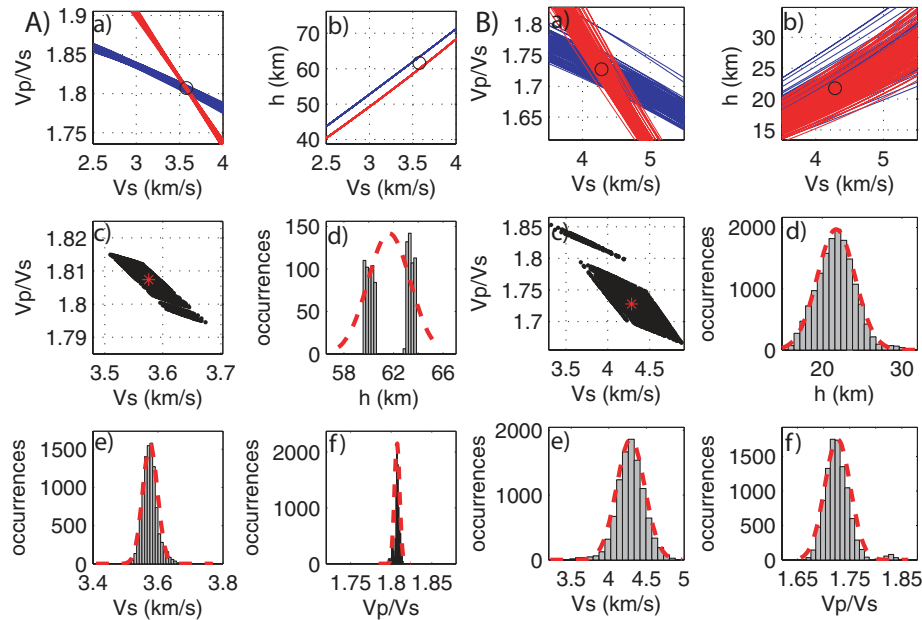 A)
a)
Vp/Vs
1.9
1.85
1.8
1.75
2.5 3 3.5 4
Vs (km/s)
b)
h (km)
70
60
50
40
2.5 3 3.5 4
Vs (km/s)
B)
a)
Vp/Vs
1.8
1.75
1.7
1.65
4 5
Vs (km/s)
b)
h (km)
30
25
20
15
4 5
Vs (km/s)
c)
Vp/Vs
1.82
1.81
1.8
1.79
3.5 3.6 3.7
Vs (km/s)
d)
occurrences
150
100
50
0
58 62 66
h (km)
c)
Vp/Vs
1.85
1.8
1.75
1.7
3.5 4 4.5
Vs (km/s)
d)
occurrences
2000
1000
0
20 30
h (km)
e)
occurrences
1500
1000
500
0
3.4 3.6 3.8
Vs (km/s)
f)
occurrences
2000
1000
0
1.75 1.80 1.85
Vp/Vs
e)
occurrences
2000
1000
0
3.5 4 4.5 5
Vs (km/s)
f)
occurrences
1500
1000
500
0
1.65 1.75 1.85
Vp/Vs